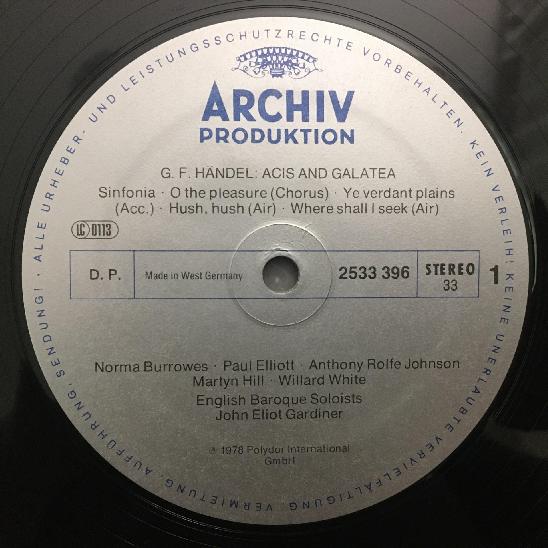 ALLE URHEBER- UND LEISTUNGSSCHUTZRECHTE VORBEHALTEN. KEIN VERLEIH! KEINE UNERLAUBTE VERVIELFÄLTIGUNG, VERMIETUNG, AUFFÜHRUNG, SENDUNG! ·
ARCHIV
PRODUKTION
G. F. HÄNDEL: ACIS AND GALATEA
Sinfonia · O the pleasure (Chorus) · Ye verdant plains
(Acc.) · Hush, hush (Air) · Where shall I seek (Air)
LC 0113
D. P. Made in West Germany 2533 396 STEREO 33 1
Norma Burrowes · Paul Elliott · Anthony Rolfe Johnson
Martyn Hill · Willard White
English Baroque Soloists
John Eliot Gardiner
℗ 1978 Polydor International
GmbH